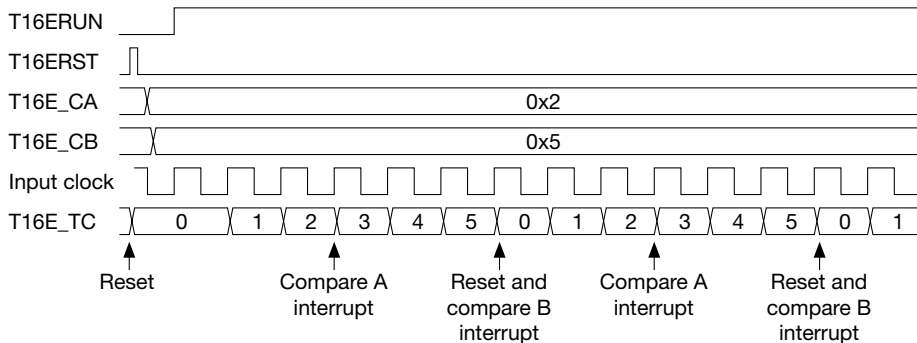 T16ERUN
T16ERST
T16E_CA 0x2
T16E_CB 0x5
Input clock
T16E_TC 0 1 2 3 4 5 0 1 2 3 4 5 0 1
Reset Compare A Reset and Compare A Reset and
interrupt compare B interrupt compare B
interrupt interrupt